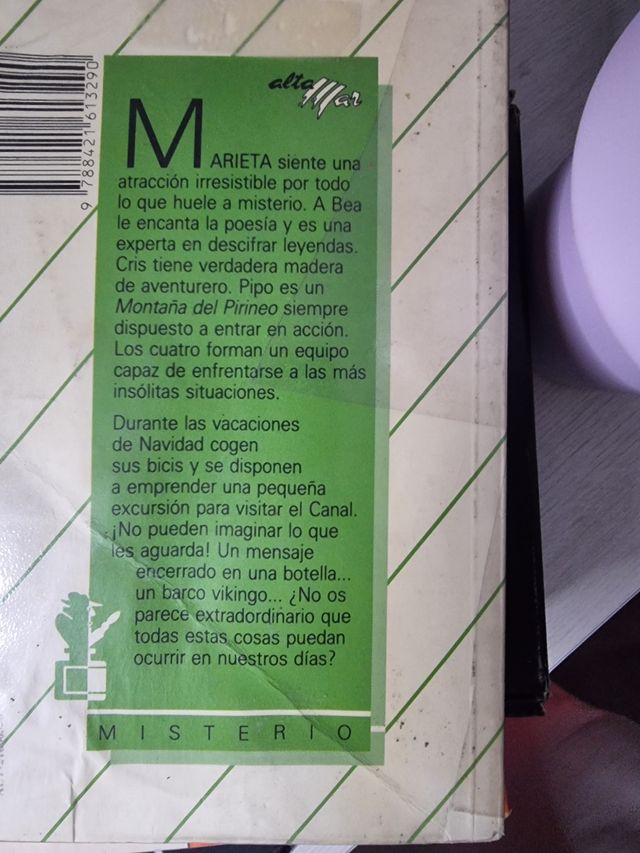 alta Mar
9 788421 613290
MARIETA siente una
atracción irresistible por todo
lo que huele a misterio. A Bea
le encanta la poesía y es una
experta en descifrar leyendas.
Cris tiene verdadera madera
de aventurero. Pipo es un
Montaña del Pirineo siempre
dispuesto a entrar en acción.
Los cuatro forman un equipo
capaz de enfrentarse a las más
insólitas situaciones.
Durante las vacaciones
de Navidad cogen
sus bicis y se disponen
a emprender una pequeña
excursión para visitar el Canal.
¡No pueden imaginar lo que
les aguarda! Un mensaje
encerrado en una botella...
un barco vikingo... ¿No os
parece extradordinario que
todas estas cosas puedan
ocurrir en nuestros días?
MISTERIO